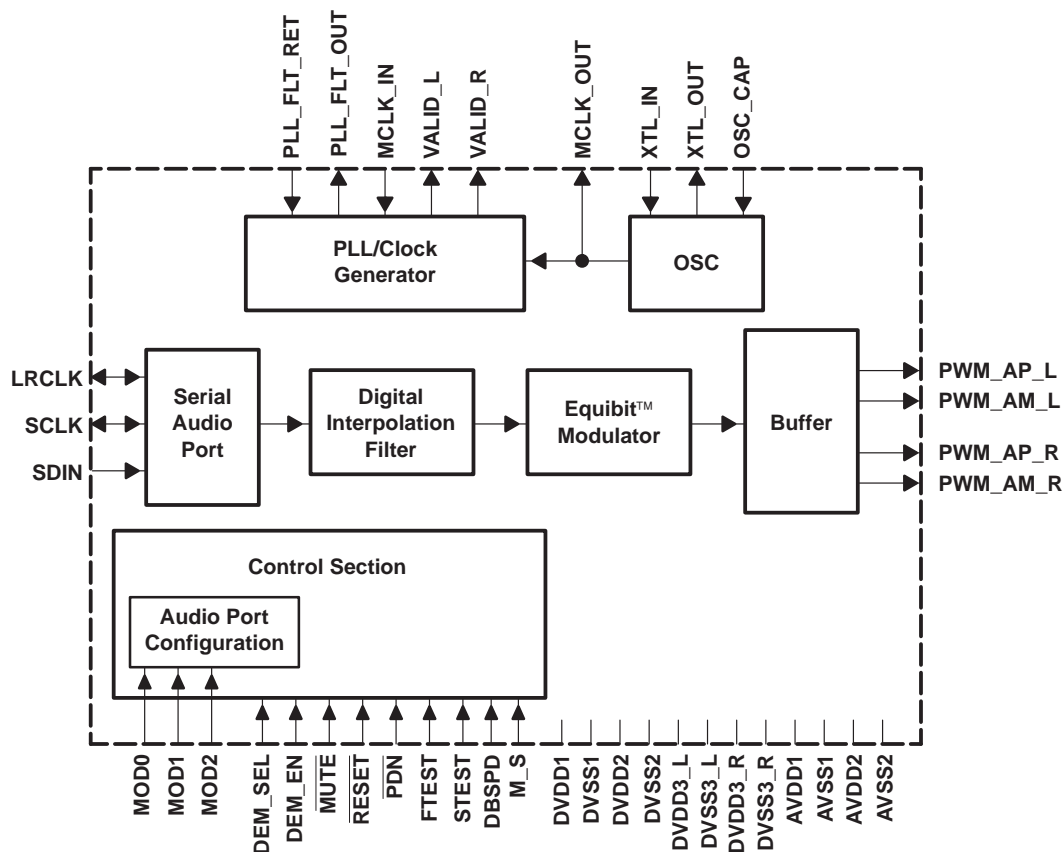 PLL_FLT_RET
PLL_FLT_OUT
MCLK_IN
VALID_L
VALID_R
MCLK_OUT
XTL_IN
XTL_OUT
OSC_CAP
PLL/Clock
Generator
OSC
LRCLK
SCLK
SDIN
Serial
Audio
Port
Digital
Interpolation
Filter
Equibit™
Modulator
Buffer
PWM_AP_L
PWM_AM_L
PWM_AP_R
PWM_AM_R
Control Section
Audio Port
Configuration
MOD0
MOD1
MOD2
DEM_SEL
DEM_EN
MUTE
RESET
PDN
FTEST
STEST
DBSPD
M_S
DVDD1
DVSS1
DVDD2
DVSS2
DVDD3_L
DVSS3_L
DVDD3_R
DVSS3_R
AVDD1
AVSS1
AVDD2
AVSS2